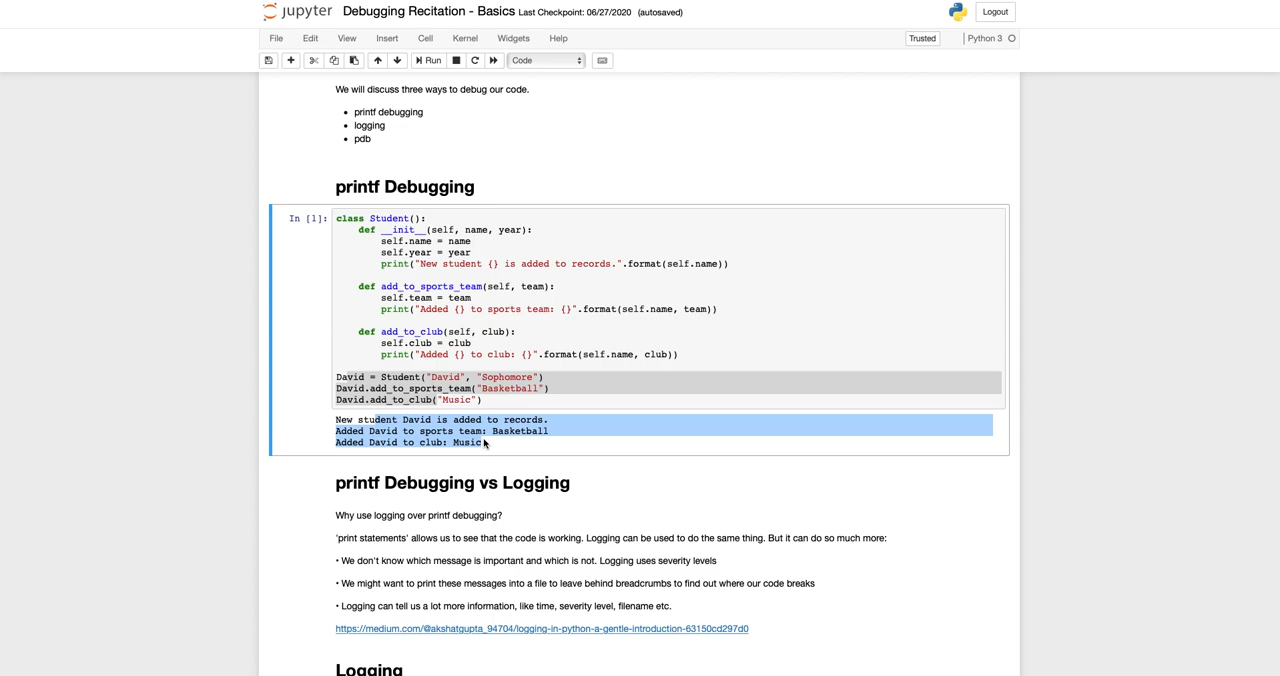 jupyter Debugging Recitation - Basics Last Checkpoint: 06/27/2020 (autosaved)
Logout
File Edit View Insert Cell Kernel Widgets Help
Trusted
Python 3
Run
Code
We will discuss three ways to debug our code.
• printf debugging
• logging
• pdb
printf Debugging
In [1]:
class Student():
    def __init__(self, name, year):
        self.name = name
        self.year = year
        print("New student {} is added to records.".format(self.name))
    def add_to_sports_team(self, team):
        self.team = team
        print("Added {} to sports team: {}".format(self.name, team))
    def add_to_club(self, club):
        self.club = club
        print("Added {} to club: {}".format(self.name, club))
David = Student("David", "Sophomore")
David.add_to_sports_team("Basketball")
David.add_to_club("Music")
New student David is added to records.
Added David to sports team: Basketball
Added David to club: Music
printf Debugging vs Logging
Why use logging over printf debugging?
'print statements' allows us to see that the code is working. Logging can be used to do the same thing. But it can do so much more:
• We don't know which message is important and which is not. Logging uses severity levels
• We might want to print these messages into a file to leave behind breadcrumbs to find out where our code breaks
• Logging can tell us a lot more information, like time, severity level, filename etc.
https://medium.com/@akshatgupta_94704/logging-in-python-a-gentle-introduction-63150cd297d0
Logging